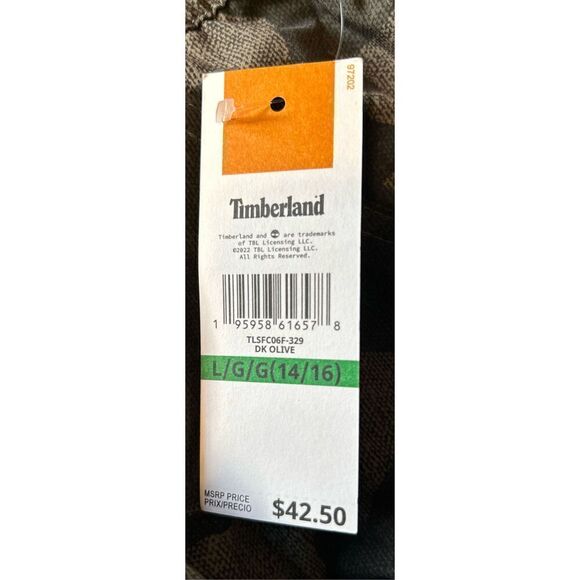 97202
Timberland
Timberland and are trademarks
of TBL Licensing LLC.
©2022 TBL Licensing LLC.
All Rights Reserved.
1 95958 61657 8
TLSFC06F-329
DK OLIVE
L/G/G(14/16)
MSRP PRICE
PRIX/PRECIO
$42.50